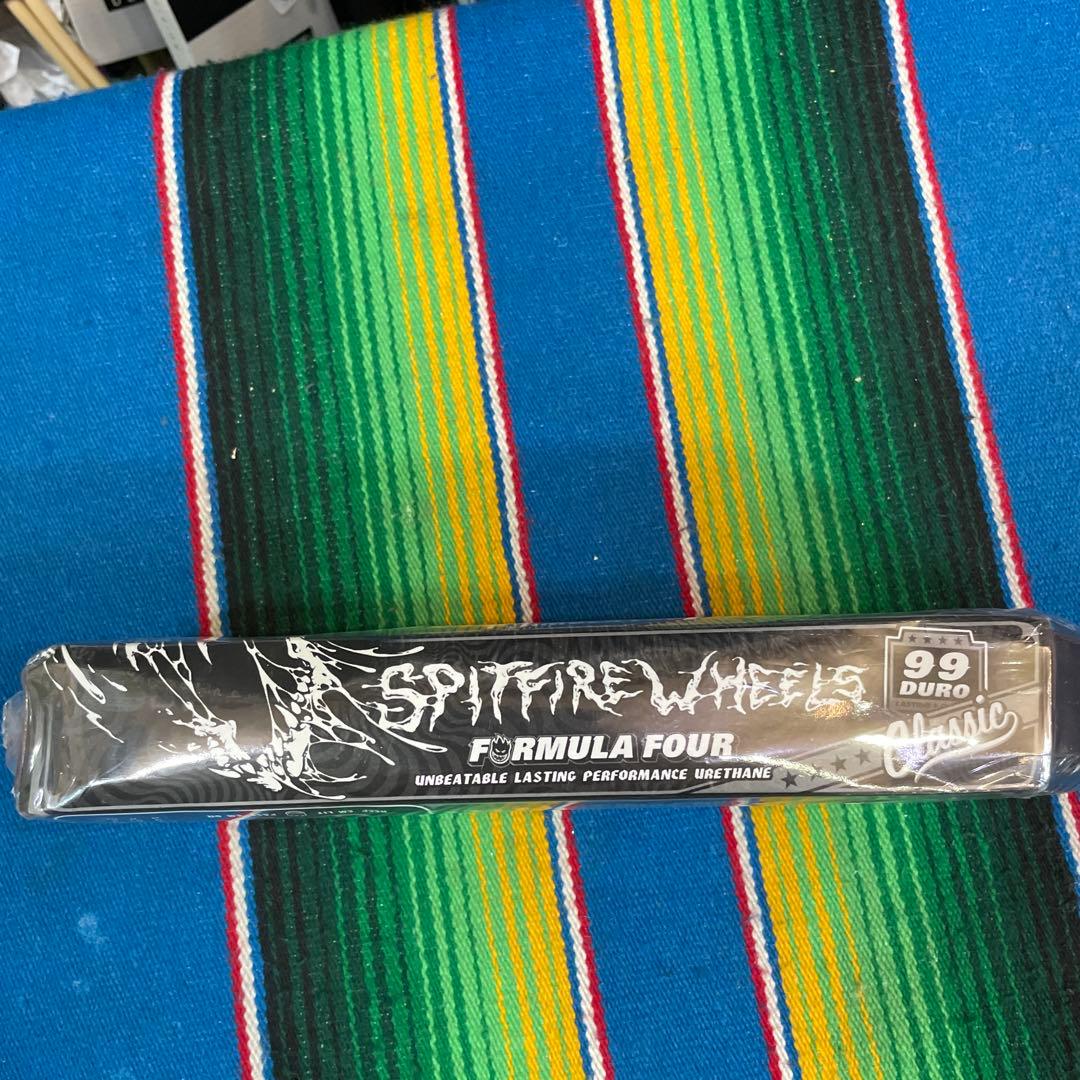 SPITFIRE WHEELS
FORMULA FOUR
UNBEATABLE LASTING PERFORMANCE URETHANE
99
DURO
Classic